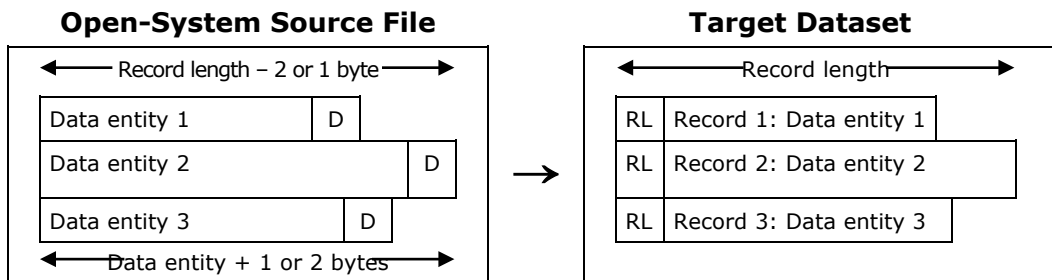 Open-System Source File
Record length – 2 or 1 byte
Data entity 1 D
Data entity 2 D
Data entity 3 D
Data entity + 1 or 2 bytes
→
Target Dataset
Record length
RL Record 1: Data entity 1
RL Record 2: Data entity 2
RL Record 3: Data entity 3